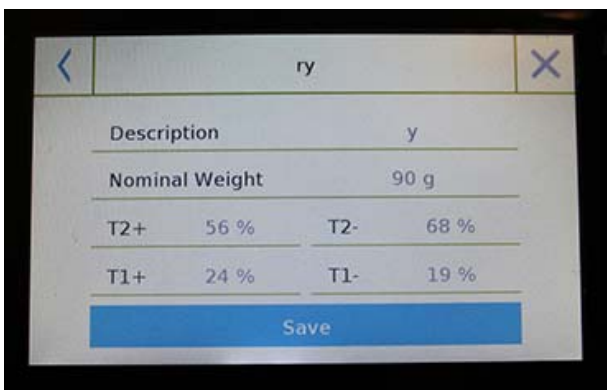 ry
Description y
Nominal Weight 90 g
T2+ 56 % T2- 68 %
T1+ 24 % T1- 19 %
Save